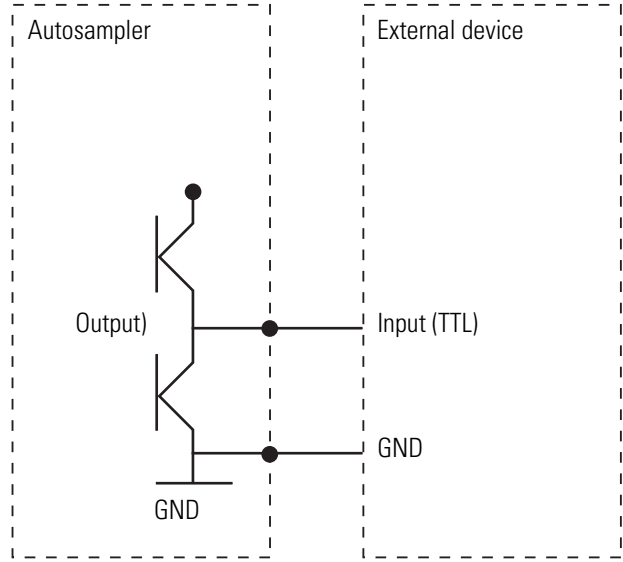 Autosampler
External device
Output)
Input (TTL)
GND
GND